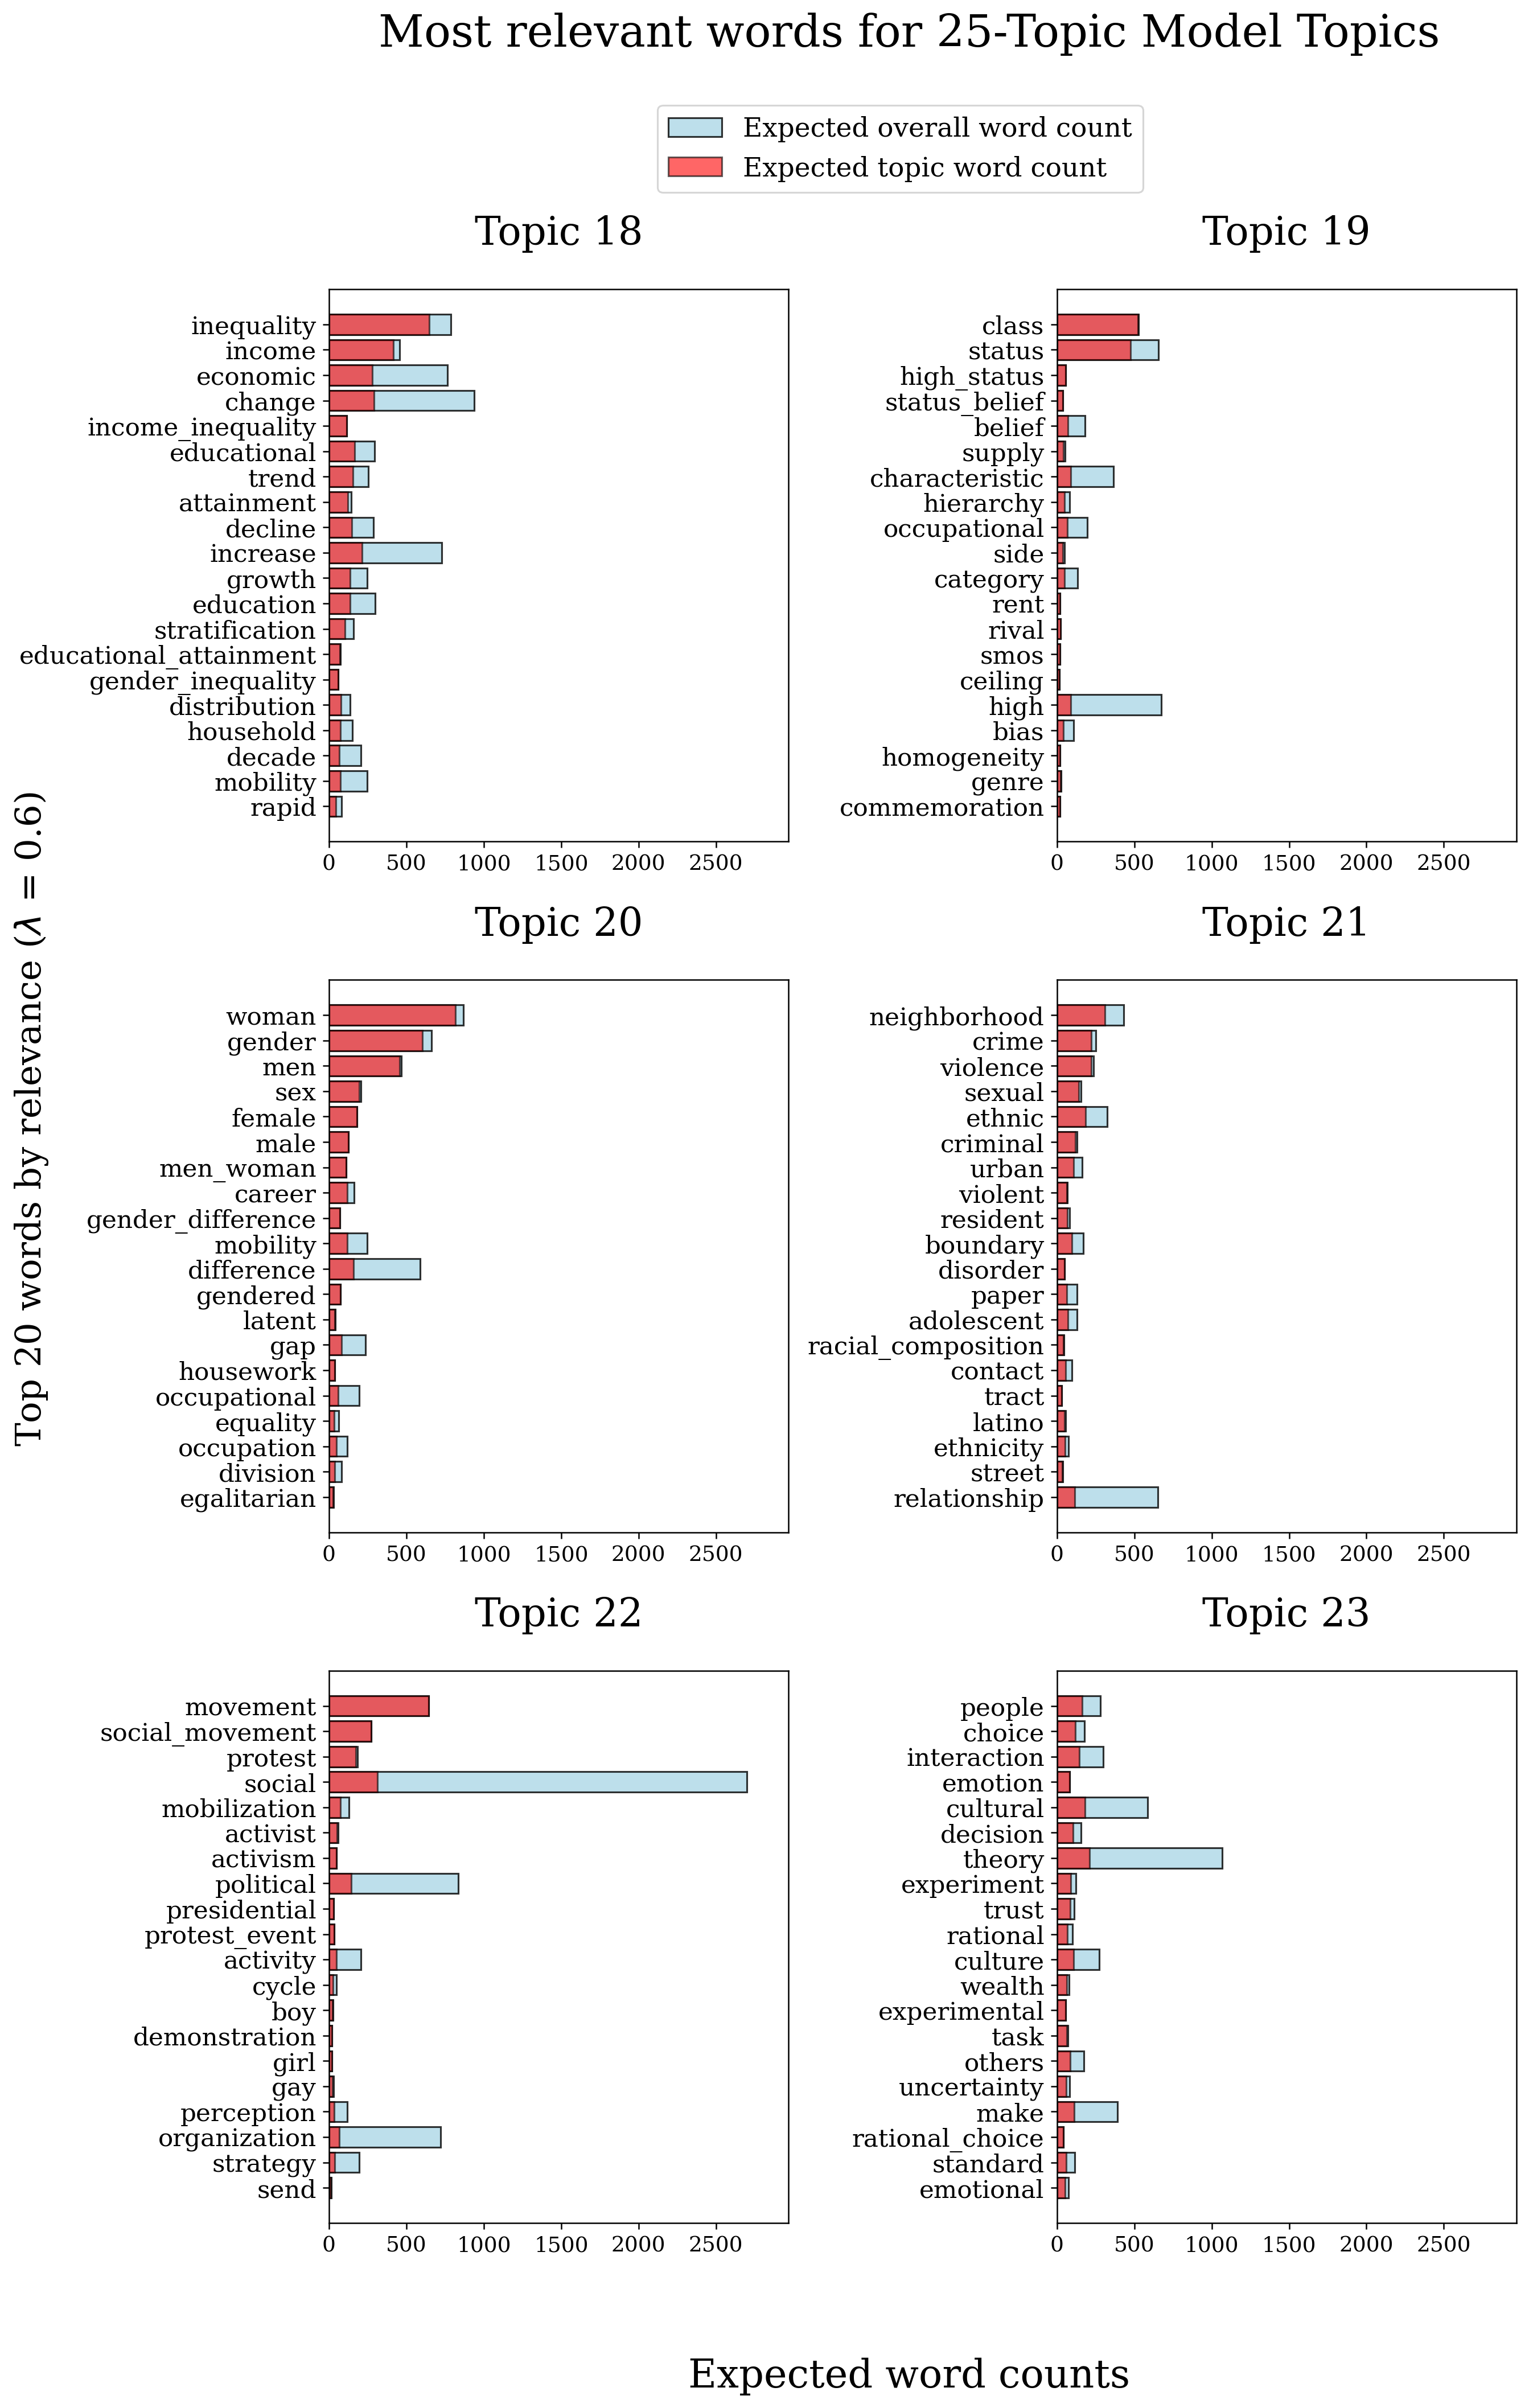 Most relevant words for 25-Topic Model Topics
Expected overall word count
Expected topic word count
Top 20 words by relevance (λ = 0.6)
Topic 18
inequality
income
economic
change
income_inequality
educational
trend
attainment
decline
increase
growth
education
stratification
educational_attainment
gender_inequality
distribution
household
decade
mobility
rapid
0 500 1000 1500 2000 2500
Topic 19
class
status
high_status
status_belief
belief
supply
characteristic
hierarchy
occupational
side
category
rent
rival
smos
ceiling
high
bias
homogeneity
genre
commemoration
0 500 1000 1500 2000 2500
Topic 20
woman
gender
men
sex
female
male
men_woman
career
gender_difference
mobility
difference
gendered
latent
gap
housework
occupational
equality
occupation
division
egalitarian
0 500 1000 1500 2000 2500
Topic 21
neighborhood
crime
violence
sexual
ethnic
criminal
urban
violent
resident
boundary
disorder
paper
adolescent
racial_composition
contact
tract
latino
ethnicity
street
relationship
0 500 1000 1500 2000 2500
Topic 22
movement
social_movement
protest
social
mobilization
activist
activism
political
presidential
protest_event
activity
cycle
boy
demonstration
girl
gay
perception
organization
strategy
send
0 500 1000 1500 2000 2500
Topic 23
people
choice
interaction
emotion
cultural
decision
theory
experiment
trust
rational
culture
wealth
experimental
task
others
uncertainty
make
rational_choice
standard
emotional
0 500 1000 1500 2000 2500
Expected word counts